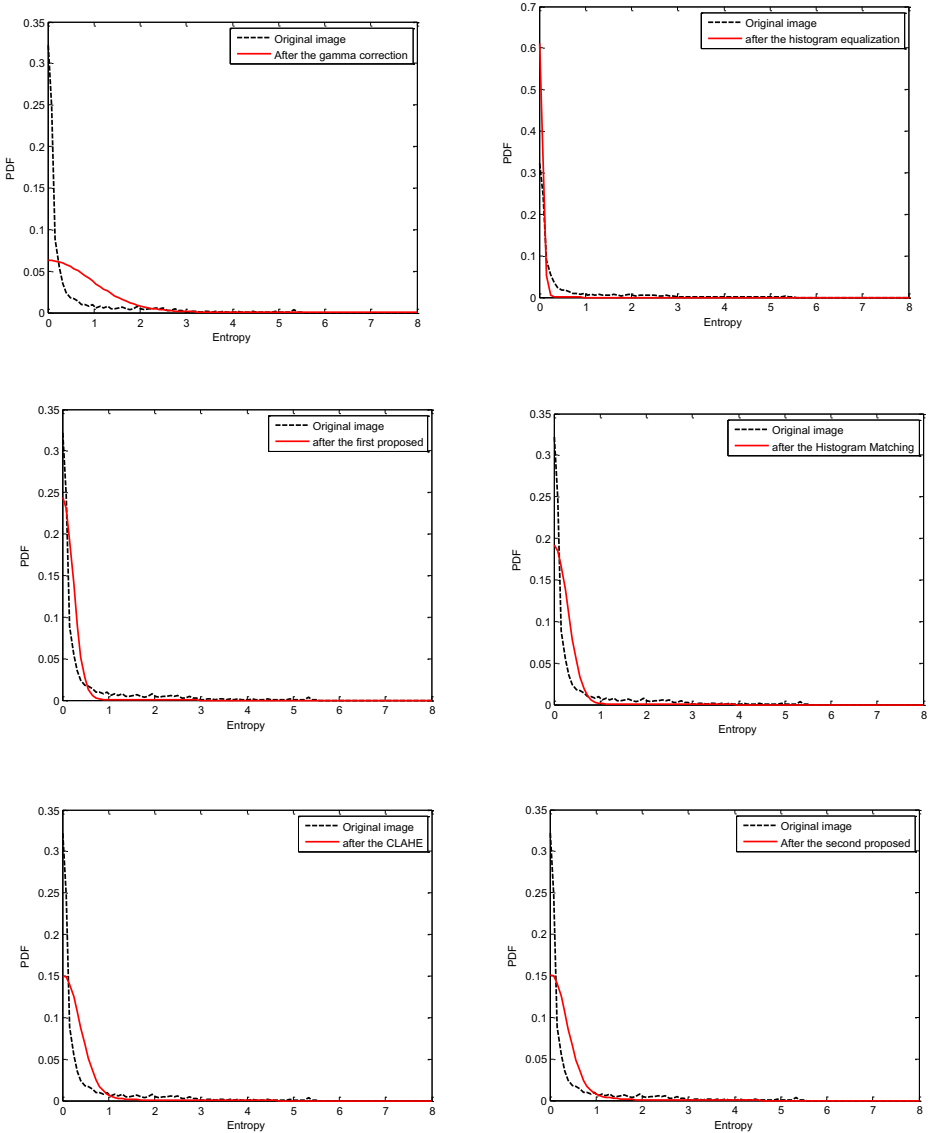 0.35
0.3
0.25
0.2
0.15
0.1
0.05
0
PDF
Original image
After the gamma correction
0 1 2 3 4 5 6 7 8
Entropy
0.7
0.6
0.5
0.4
0.3
0.2
0.1
0
PDF
Original image
after the histogram equalization
0 1 2 3 4 5 6 7 8
Entropy
0.35
0.3
0.25
0.2
0.15
0.1
0.05
0
PDF
Original image
after the first proposed
0 1 2 3 4 5 6 7 8
Entropy
0.35
0.3
0.25
0.2
0.15
0.1
0.05
0
PDF
Original image
after the Histogram Matching
0 1 2 3 4 5 6 7 8
Entropy
0.35
0.3
0.25
0.2
0.15
0.1
0.05
0
PDF
Original image
after the CLAHE
0 1 2 3 4 5 6 7 8
Entropy
0.35
0.3
0.25
0.2
0.15
0.1
0.05
0
PDF
Original image
After the second proposed
0 1 2 3 4 5 6 7 8
Entropy